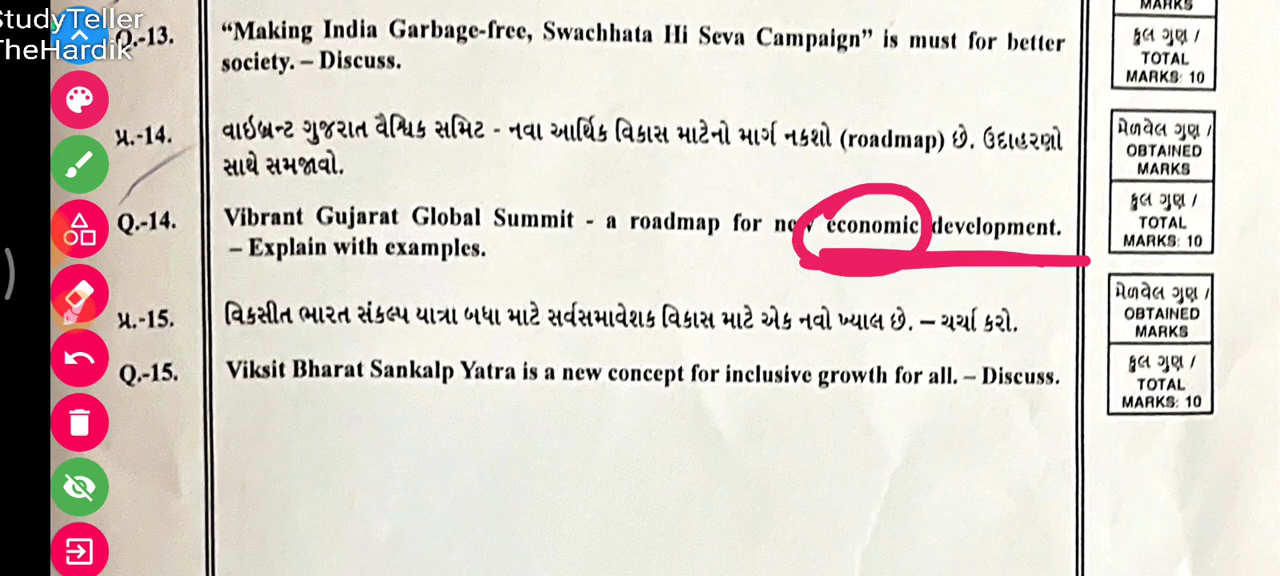 StudyTeller
TheHardik
MARKS
Q.-13. “Making India Garbage-free, Swachhata Hi Seva Campaign” is must for better
society. – Discuss.
કુલ ગુણ /
TOTAL
MARKS: 10
પ્ર.-14. વાઇબ્રન્ટ ગુજરાત વૈશ્વિક સમિટ - નવા આર્થિક વિકાસ માટેનો માર્ગ નકશો (roadmap) છે. ઉદાહરણો
સાથે સમજાવો.
મેળવેલ ગુણ /
OBTAINED
MARKS
Q.-14. Vibrant Gujarat Global Summit - a roadmap for new economic development.
– Explain with examples.
કુલ ગુણ /
TOTAL
MARKS: 10
પ્ર.-15. વિકસીત ભારત સંકલ્પ યાત્રા બધા માટે સર્વસમાવેશક વિકાસ માટે એક નવો ખ્યાલ છે. – ચર્ચા કરો.
મેળવેલ ગુણ /
OBTAINED
MARKS
Q.-15. Viksit Bharat Sankalp Yatra is a new concept for inclusive growth for all. – Discuss.
કુલ ગુણ /
TOTAL
MARKS: 10